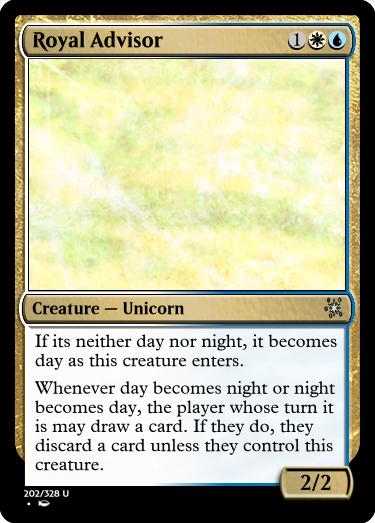 Royal Advisor
1
Creature — Unicorn
If its neither day nor night, it becomes
day as this creature enters.
Whenever day becomes night or night
becomes day, the player whose turn it
is may draw a card. If they do, they
discard a card unless they control this
creature.
2/2
202/328 U